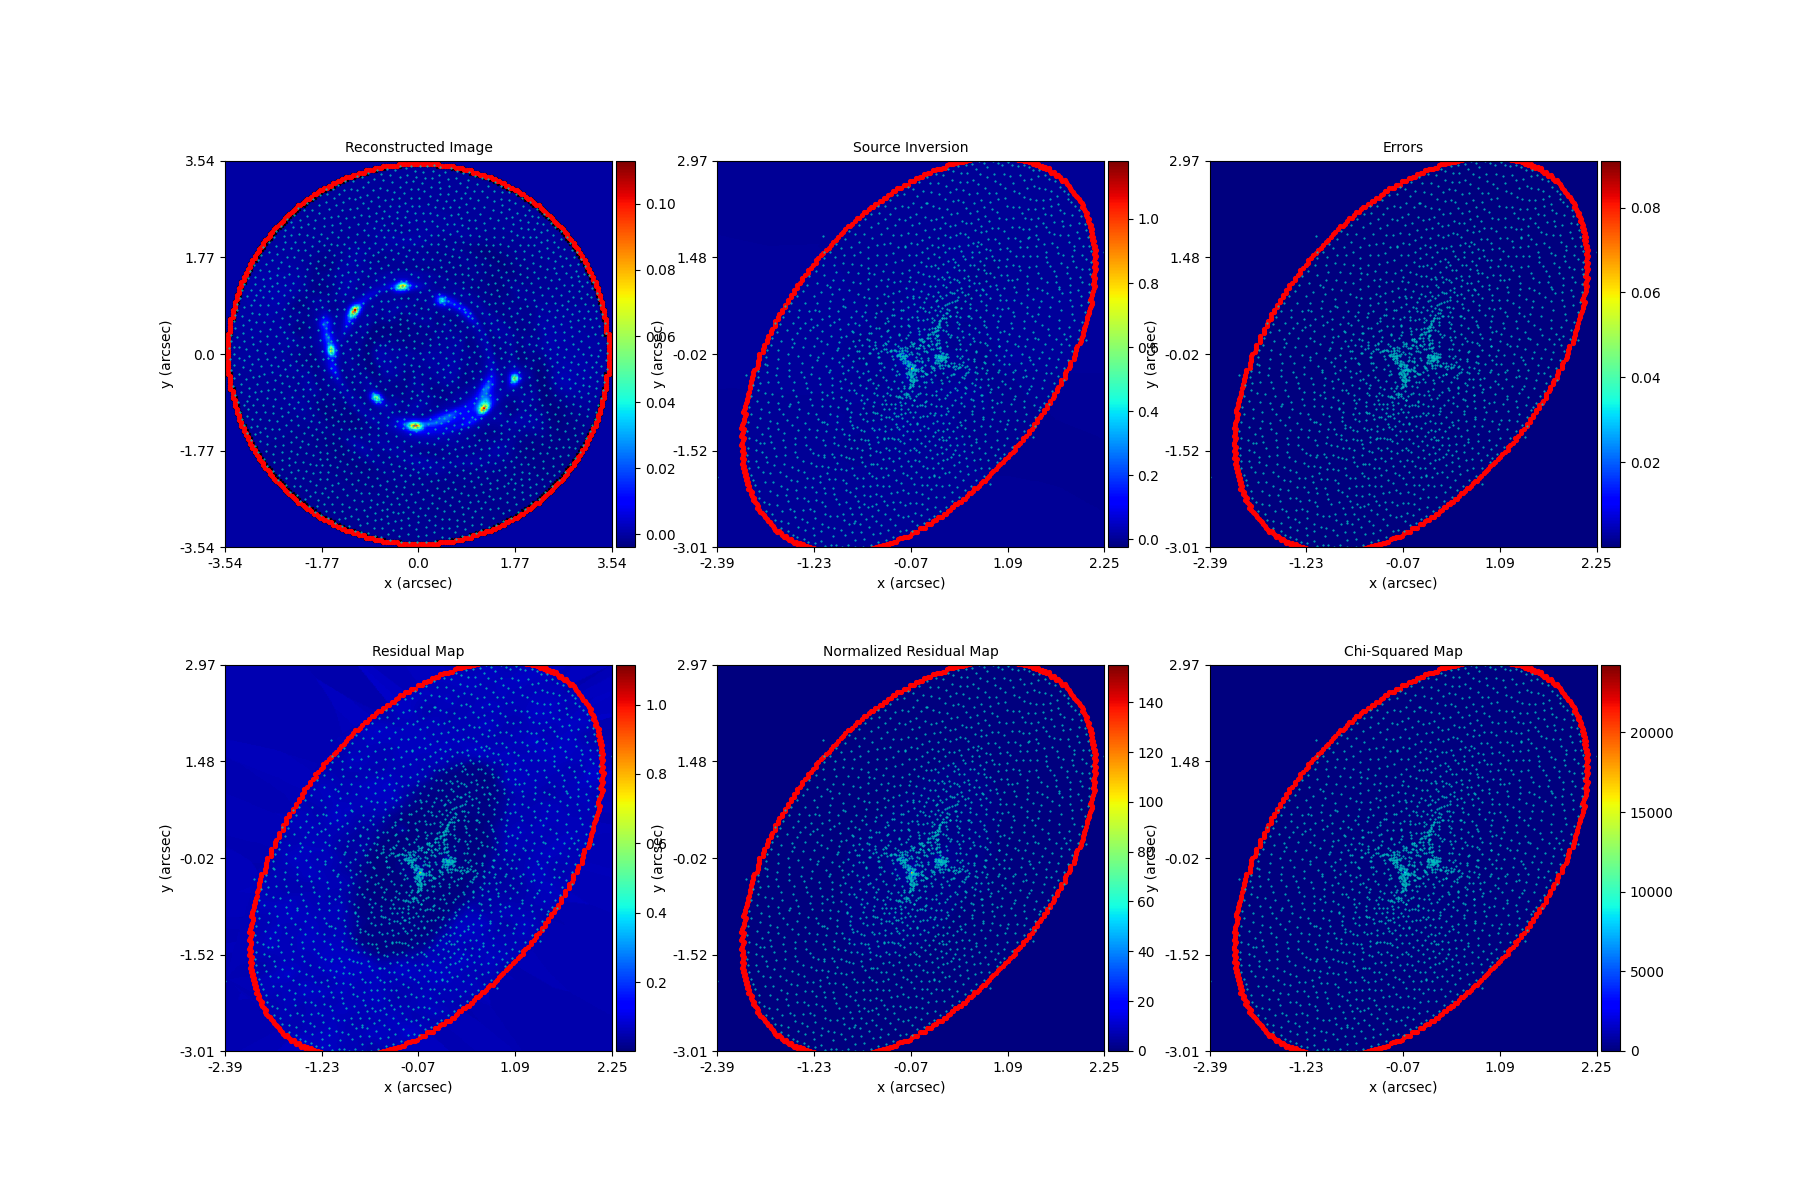 Reconstructed Image
3.54
1.77
0.0
-1.77
-3.54
-3.54 -1.77 0.0 1.77 3.54
x (arcsec)
y (arcsec)
0.10
0.08
0.06
0.04
0.02
0.00
Source Inversion
2.97
1.48
-0.02
-1.52
-3.01
-2.39 -1.23 -0.07 1.09 2.25
x (arcsec)
y (arcsec)
1.0
0.8
0.6
0.4
0.2
0.0
Errors
2.97
1.48
-0.02
-1.52
-3.01
-2.39 -1.23 -0.07 1.09 2.25
x (arcsec)
y (arcsec)
0.08
0.06
0.04
0.02
Residual Map
2.97
1.48
-0.02
-1.52
-3.01
-2.39 -1.23 -0.07 1.09 2.25
x (arcsec)
y (arcsec)
1.0
0.8
0.6
0.4
0.2
Normalized Residual Map
2.97
1.48
-0.02
-1.52
-3.01
-2.39 -1.23 -0.07 1.09 2.25
x (arcsec)
y (arcsec)
140
120
100
80
60
40
20
0
Chi-Squared Map
2.97
1.48
-0.02
-1.52
-3.01
-2.39 -1.23 -0.07 1.09 2.25
x (arcsec)
y (arcsec)
20000
15000
10000
5000
0